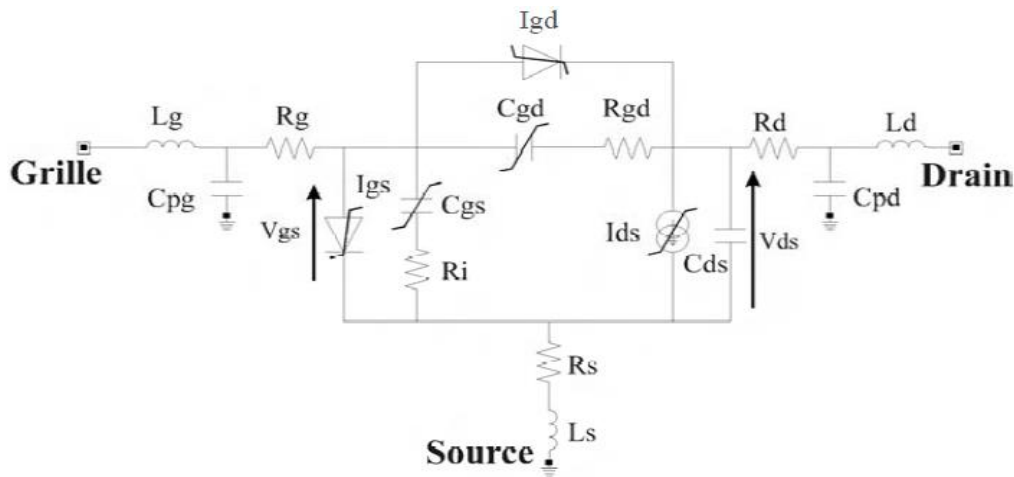 Igd
Cgd
Rgd
Lg
Rg
Rd
Ld
Grille
Drain
Cpg
Igs
Cgs
Vgs
Ri
Ids
Cds
Vds
Cpd
Rs
Ls
Source